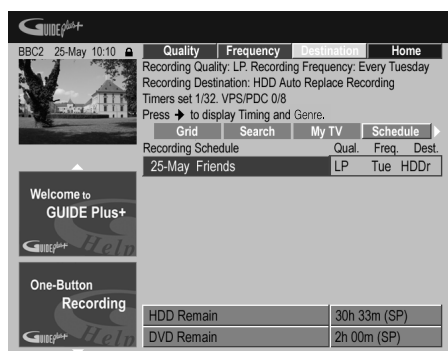 GUIDE Plus+
BBC2 25-May 10:10
Quality Frequency Destination Home
Recording Quality: LP. Recording Frequency: Every Tuesday
Recording Destination: HDD Auto Replace Recording
Timers set 1/32. VPS/PDC 0/8
Press → to display Timing and Genre.
Grid Search My TV Schedule
Recording Schedule Qual. Freq. Dest.
25-May Friends LP Tue HDDr
Welcome to
GUIDE Plus+
GUIDE Plus+ Help
One-Button
Recording
GUIDE Plus+ Help
HDD Remain 30h 33m (SP)
DVD Remain 2h 00m (SP)